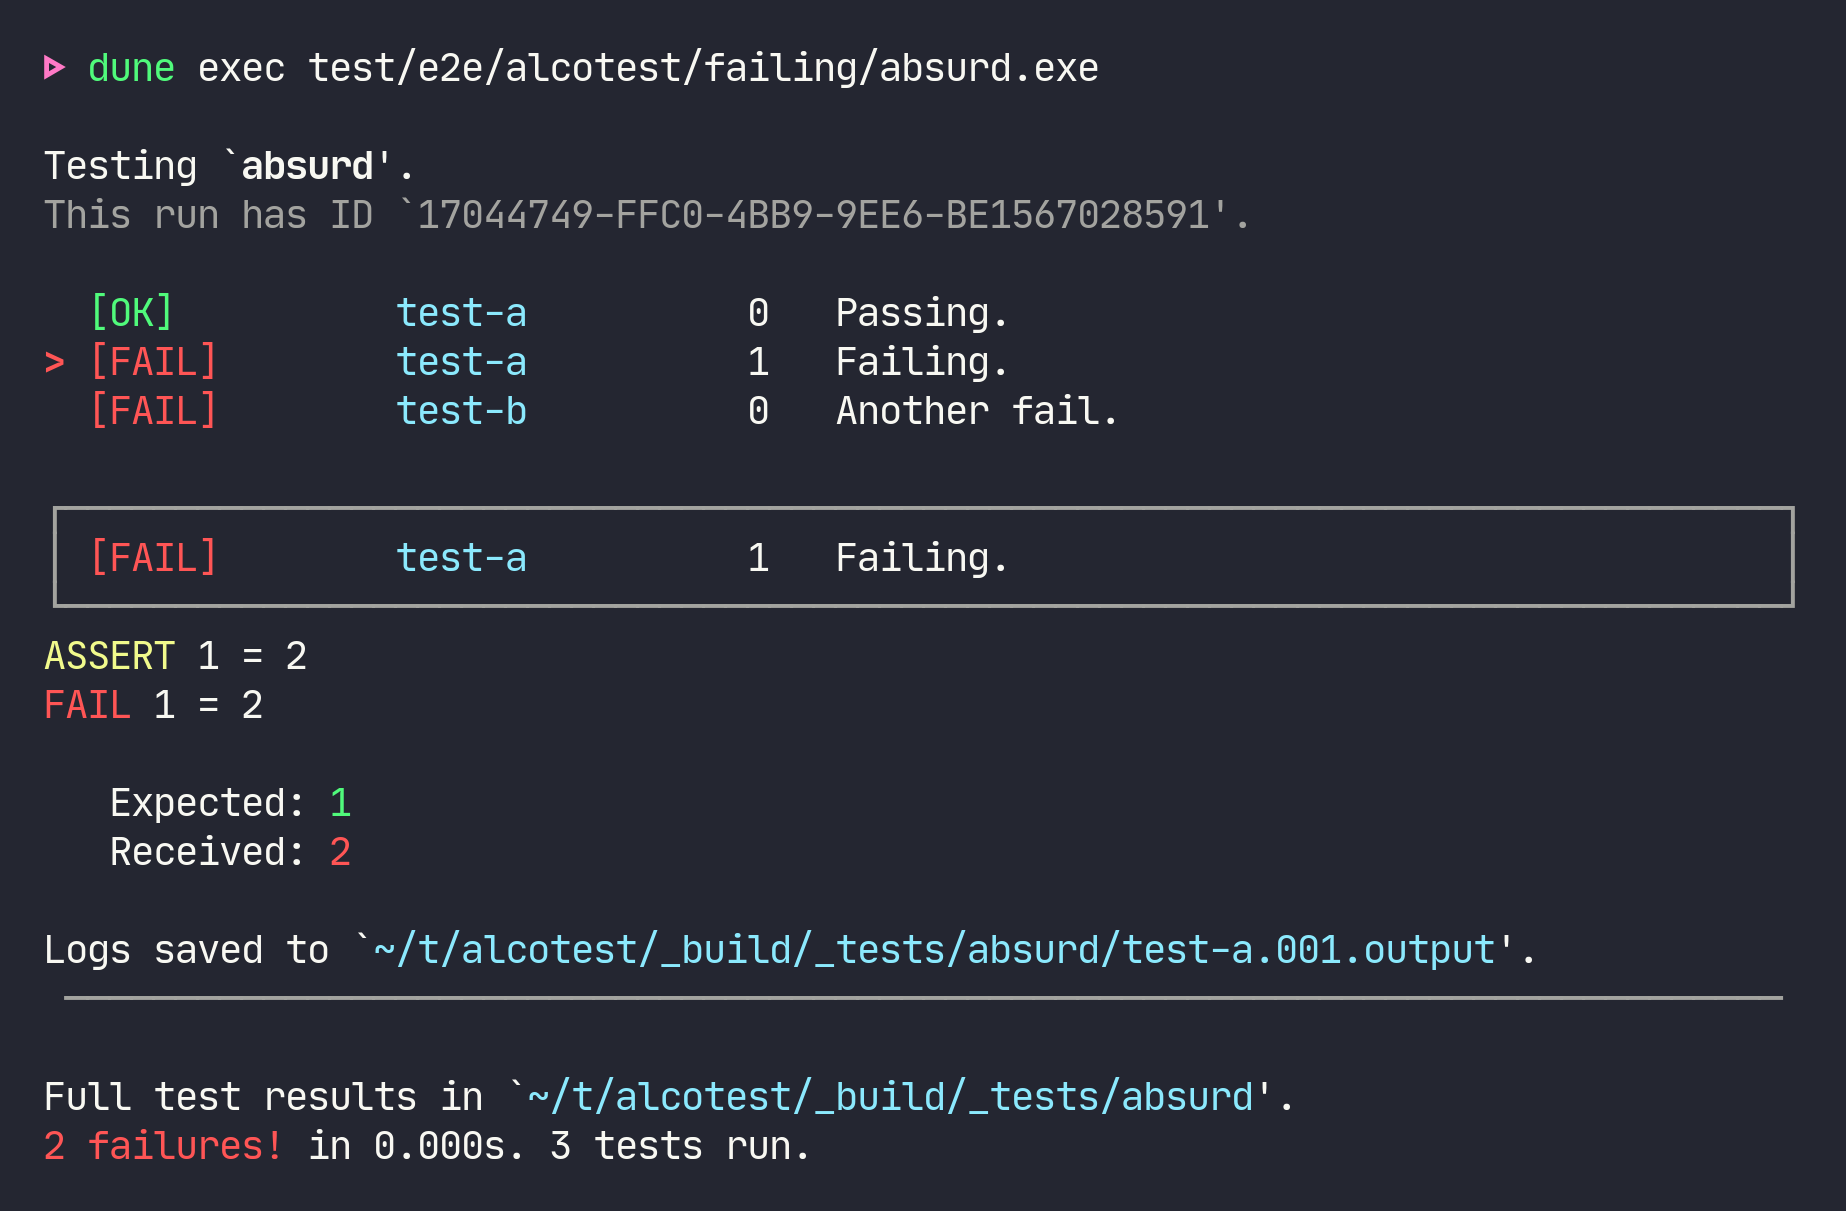 dune exec test/e2e/alcotest/failing/absurd.exe
Testing `absurd'.
This run has ID `17044749-FFC0-4BB9-9EE6-BE1567028591'.
[OK] test-a 0 Passing.
> [FAIL] test-a 1 Failing.
[FAIL] test-b 0 Another fail.
[FAIL] test-a 1 Failing.
ASSERT 1 = 2
FAIL 1 = 2
Expected: 1
Received: 2
Logs saved to `~/t/alcotest/_build/_tests/absurd/test-a.001.output'.
Full test results in `~/t/alcotest/_build/_tests/absurd'.
2 failures! in 0.000s. 3 tests run.